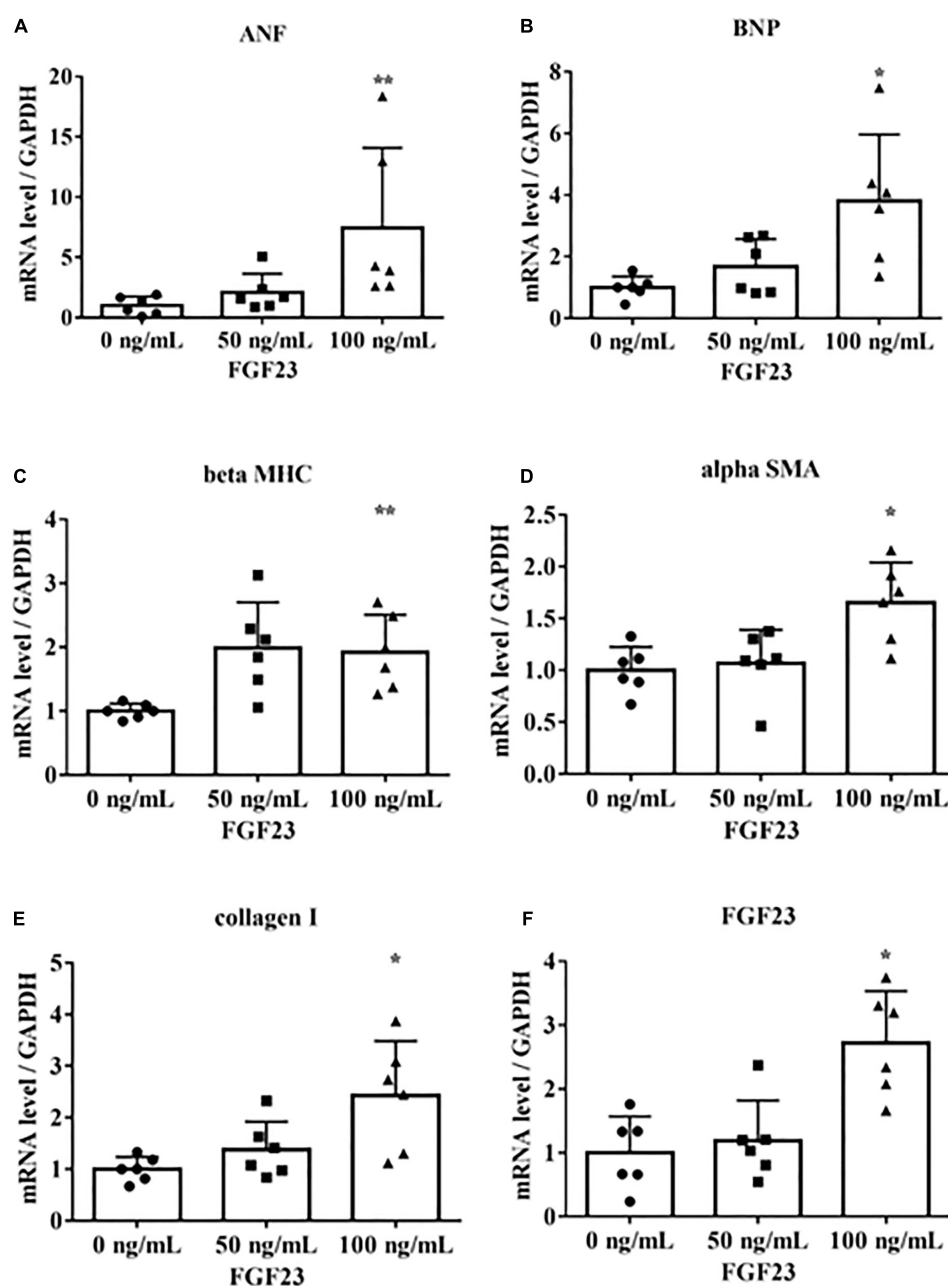 A
ANF
mRNA level / GAPDH
20
15
10
5
0
**
0 ng/mL 50 ng/mL 100 ng/mL
FGF23
B
BNP
mRNA level / GAPDH
8
6
4
2
0
*
0 ng/mL 50 ng/mL 100 ng/mL
FGF23
C
beta MHC
mRNA level / GAPDH
4
3
2
1
0
**
0 ng/mL 50 ng/mL 100 ng/mL
FGF23
D
alpha SMA
mRNA level / GAPDH
2.5
2.0
1.5
1.0
0.5
0.0
*
0 ng/mL 50 ng/mL 100 ng/mL
FGF23
E
collagen I
mRNA level / GAPDH
5
4
3
2
1
0
*
0 ng/mL 50 ng/mL 100 ng/mL
FGF23
F
FGF23
mRNA level / GAPDH
4
3
2
1
0
*
0 ng/mL 50 ng/mL 100 ng/mL
FGF23